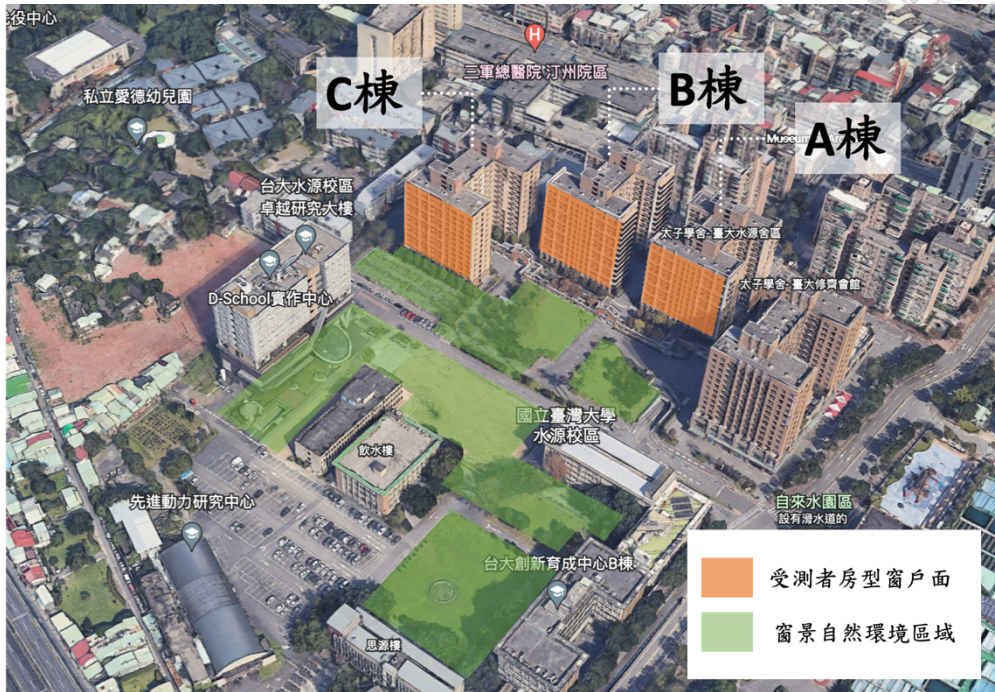 役中心
三軍總醫院 汀州院區
私立愛德幼兒園
C棟
B棟
Museum
A棟
台大水源校區
卓越研究大樓
太子學舍-臺大水源舍區
D-School實作中心
太子學舍-臺大修齊會館
國立臺灣大學
水源校區
飲水樓
先進動力研究中心
自來水園區
設有滑水道的
台大創新育成中心B棟
思源樓
受測者房型窗戶面
窗景自然環境區域